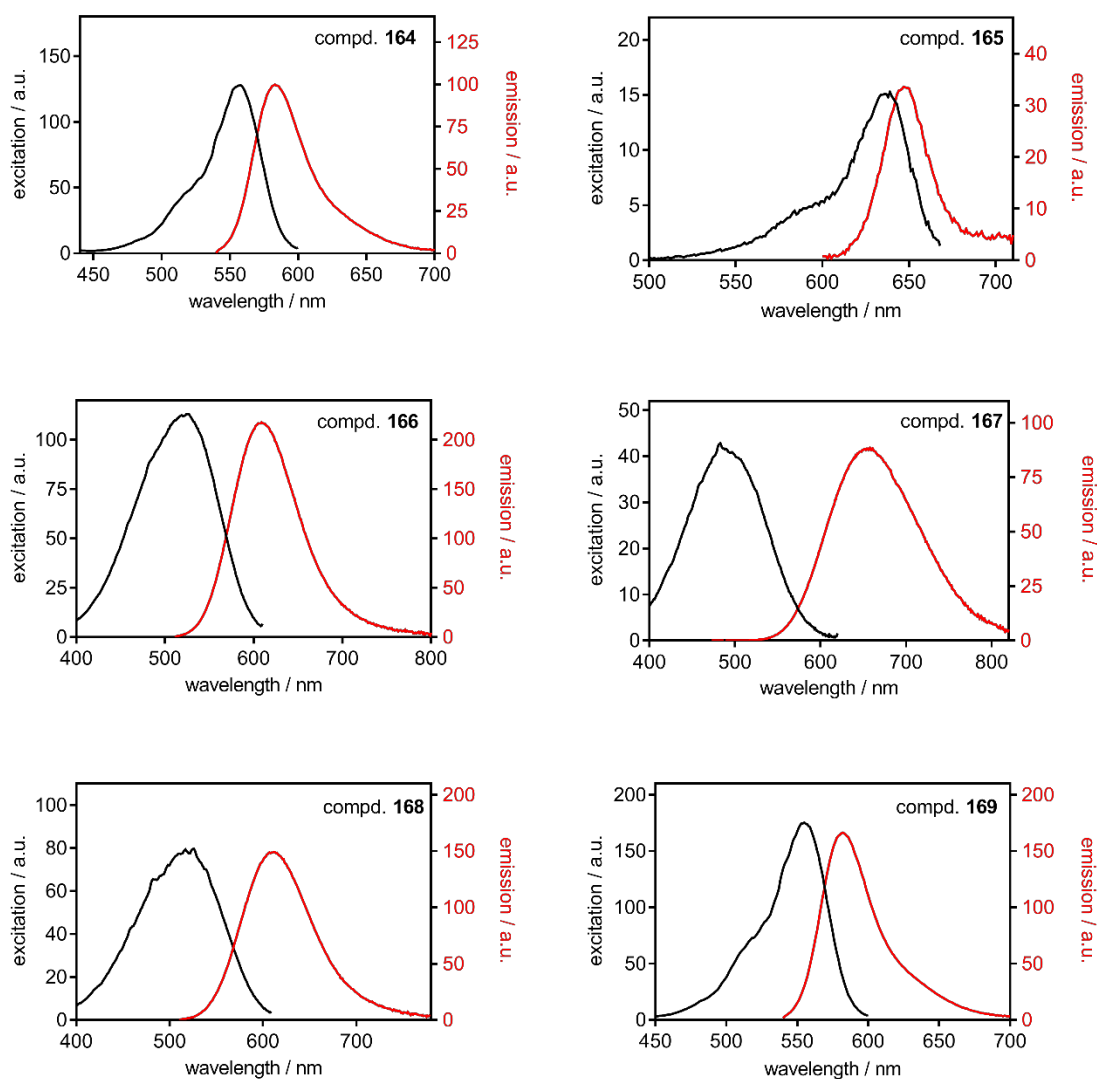 compd. 164
excitation / a.u.
150
100
50
0
125
100
75
50
25
0
emission / a.u.
450 500 550 600 650 700
wavelength / nm
compd. 165
excitation / a.u.
20
15
10
5
0
40
30
20
10
0
emission / a.u.
500 550 600 650 700
wavelength / nm
compd. 166
excitation / a.u.
100
75
50
25
0
200
150
100
50
0
emission / a.u.
400 500 600 700 800
wavelength / nm
compd. 167
excitation / a.u.
50
40
30
20
10
0
100
75
50
25
0
emission / a.u.
400 500 600 700 800
wavelength / nm
compd. 168
excitation / a.u.
100
80
60
40
20
0
200
150
100
50
0
emission / a.u.
400 500 600 700
wavelength / nm
compd. 169
excitation / a.u.
200
150
100
50
0
200
150
100
50
0
emission / a.u.
450 500 550 600 650 700
wavelength / nm